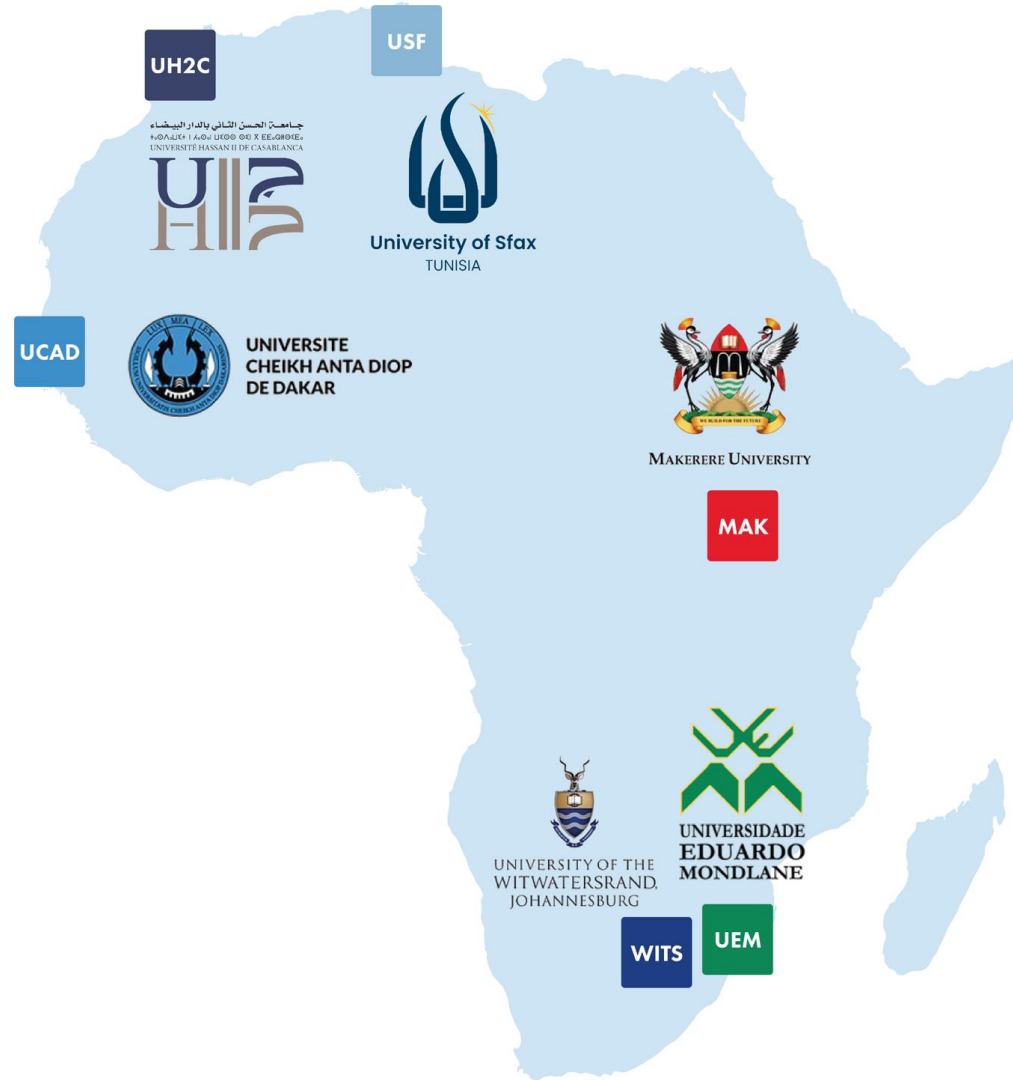 UH2C
USF
جامعة الحسن الثاني بالدار البيضاء
UNIVERSITÉ HASSAN II DE CASABLANCA
University of Sfax
TUNISIA
UCAD
LUX MEA LEX
UNIVERSITE
CHEIKH ANTA DIOP
DE DAKAR
WE BUILD FOR THE FUTURE
MAKERERE UNIVERSITY
MAK
UNIVERSITY OF THE
WITWATERSRAND,
JOHANNESBURG
UNIVERSIDADE
EDUARDO
MONDLANE
WITS
UEM